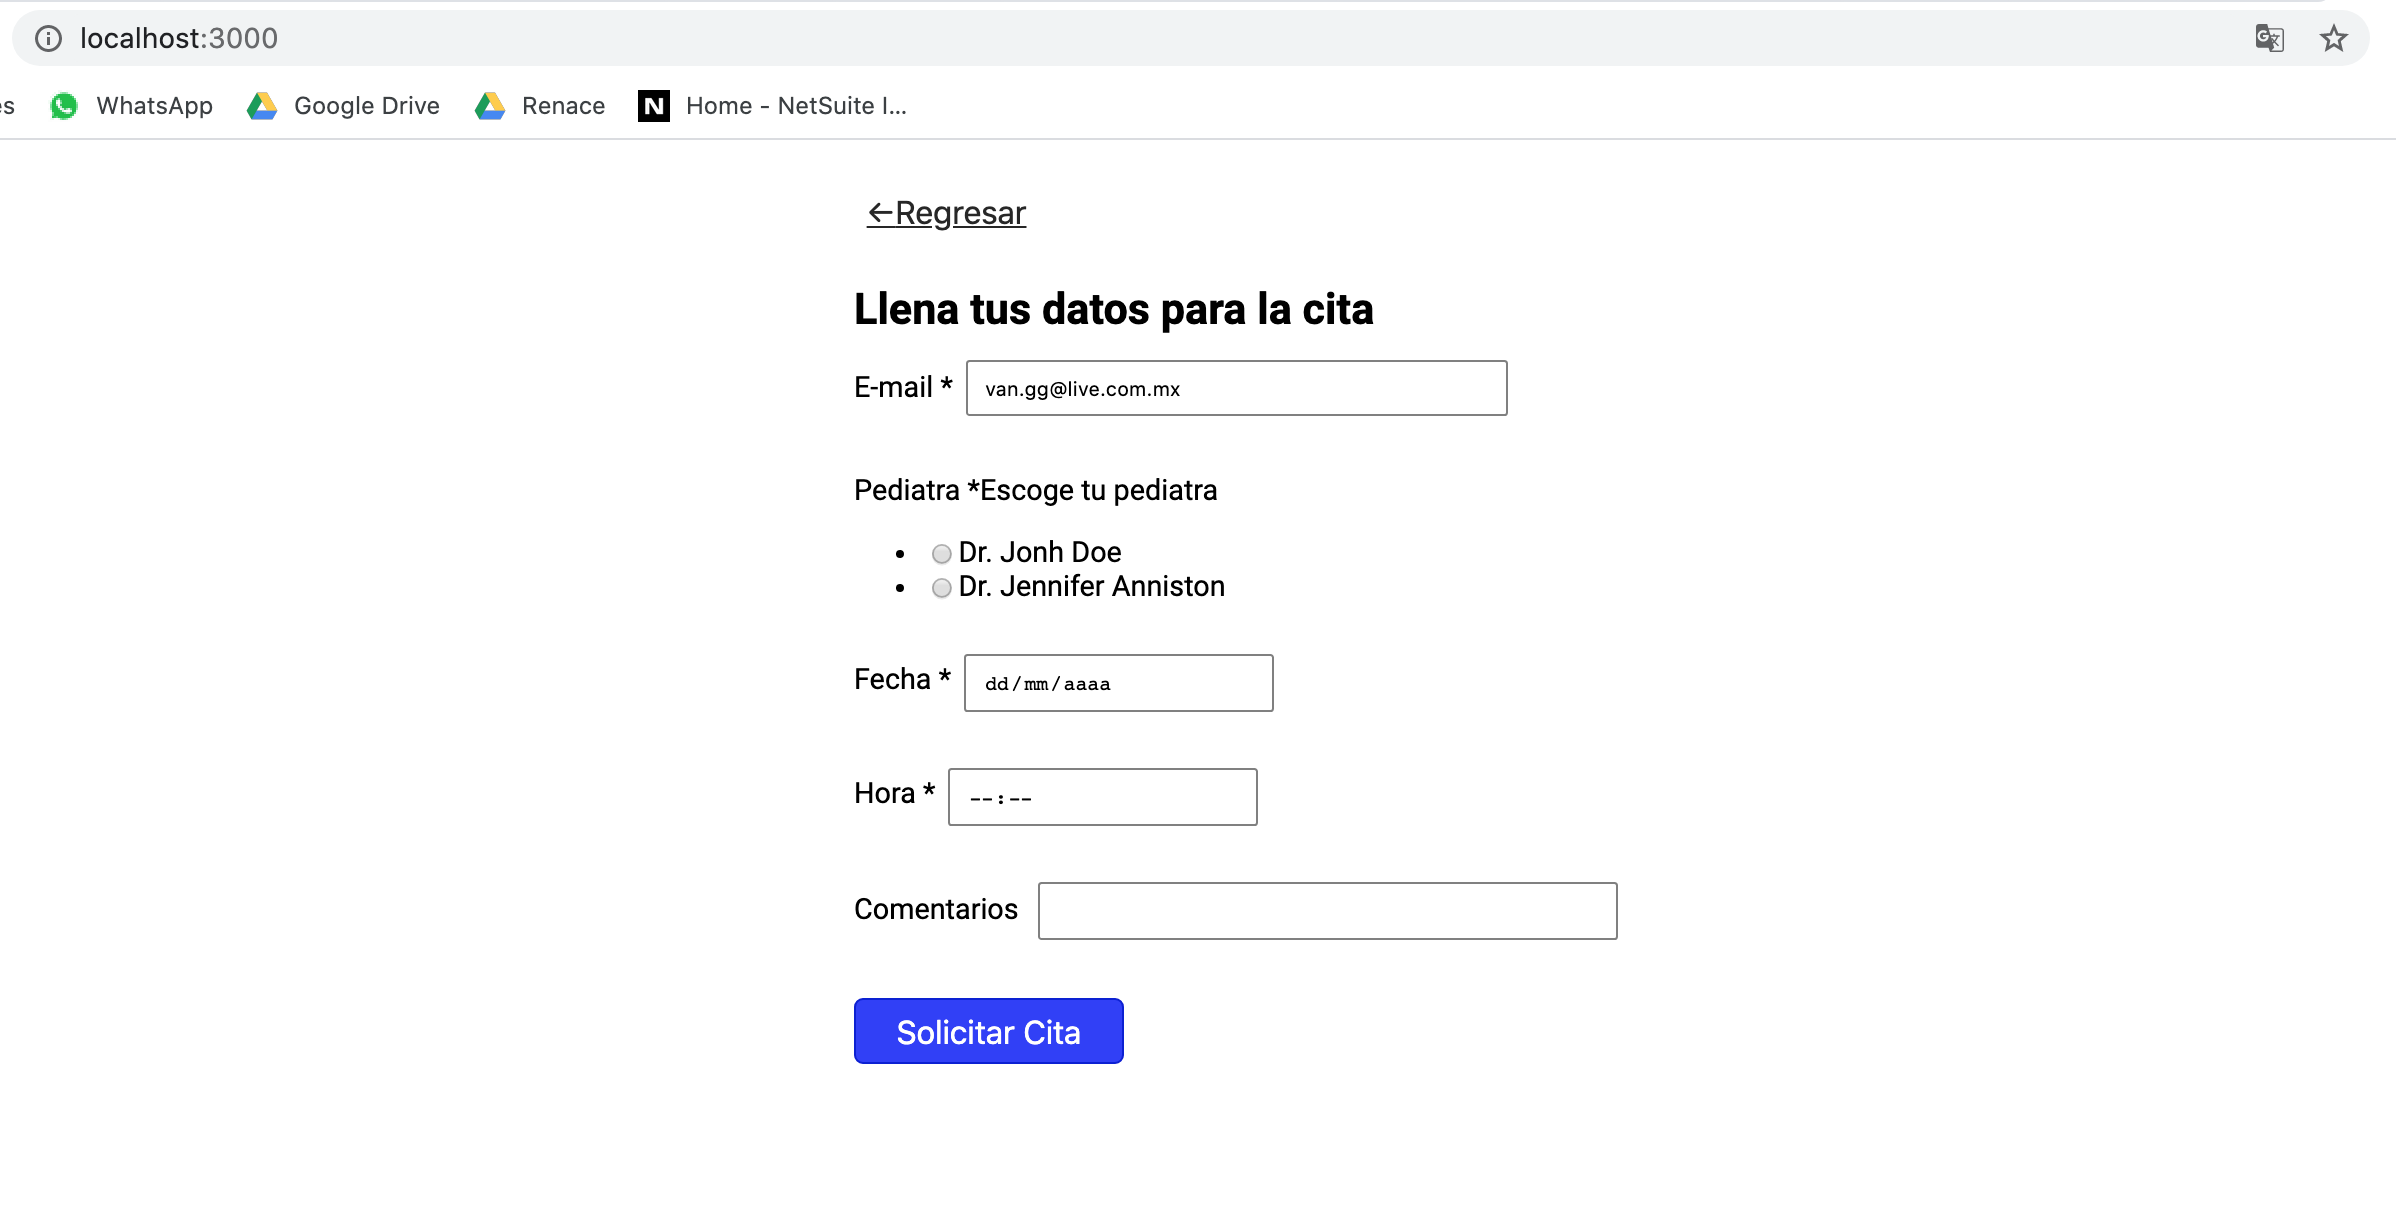 localhost:3000
es WhatsApp Google Drive Renace N Home - NetSuite I...
←Regresar
Llena tus datos para la cita
E-mail * van.gg@live.com.mx
Pediatra *Escoge tu pediatra
• Dr. Jonh Doe
• Dr. Jennifer Anniston
Fecha * dd/mm/aaaa
Hora * --:--
Comentarios
Solicitar Cita